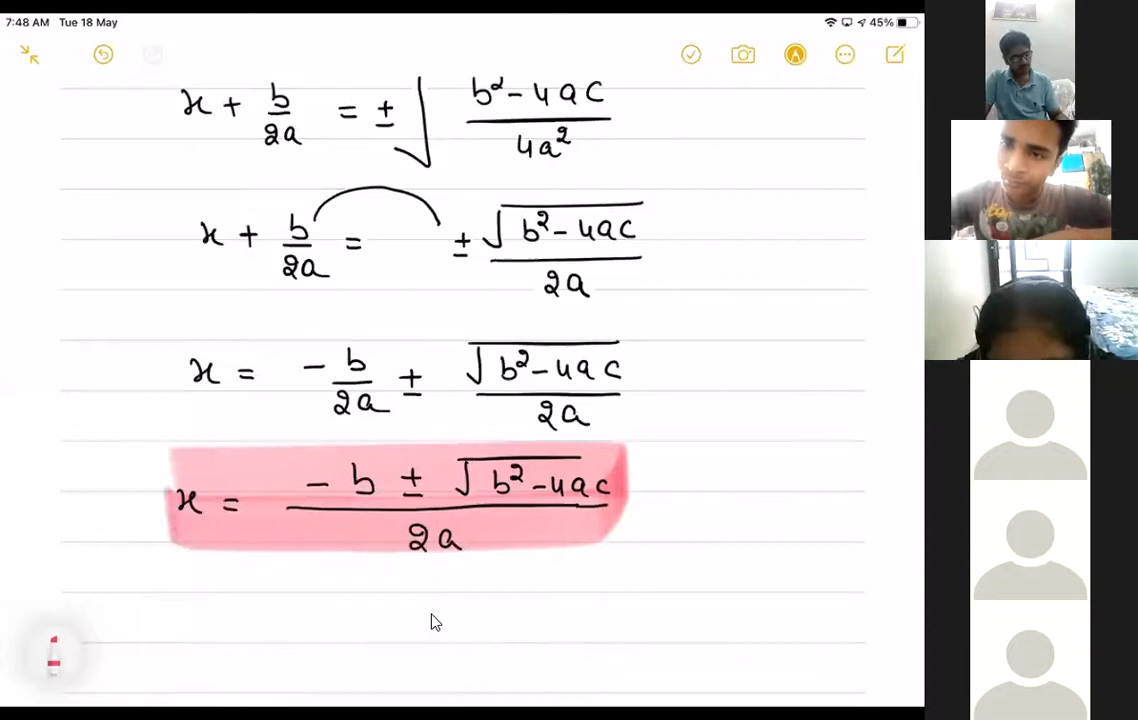 7:48 AM Tue 18 May 45%
x + b/2a = ± √ b² - 4ac / 4a²
x + b/2a = ± √b² - 4ac / 2a
x = - b/2a ± √b² - 4ac / 2a
x = - b ± √b² - 4ac / 2a